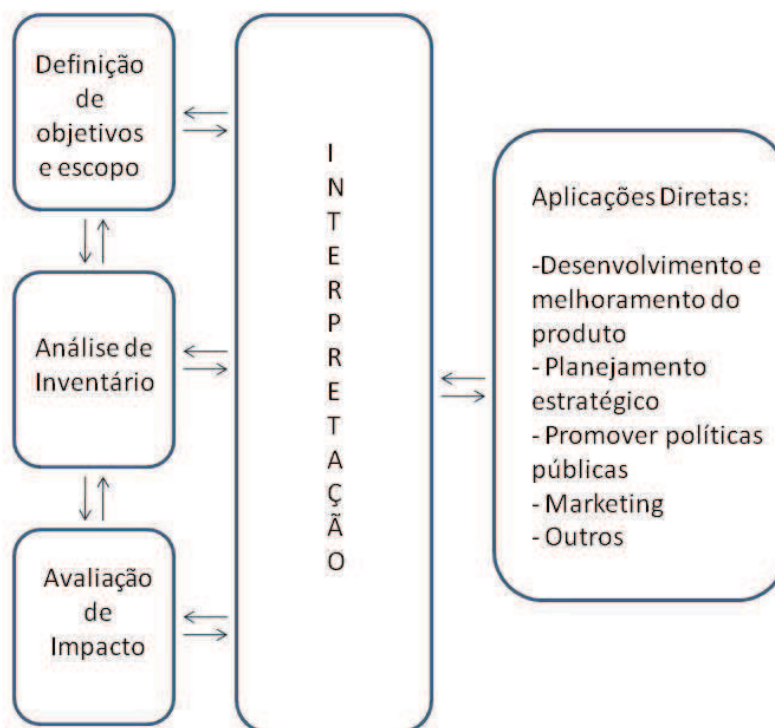 Definição
de
objetivos
e escopo
Análise de
Inventário
Avaliação
de
Impacto
INTERPRETAÇÃO
Aplicações Diretas:
-Desenvolvimento e
melhoramento do
produto
- Planejamento
estratégico
- Promover políticas
públicas
- Marketing
- Outros